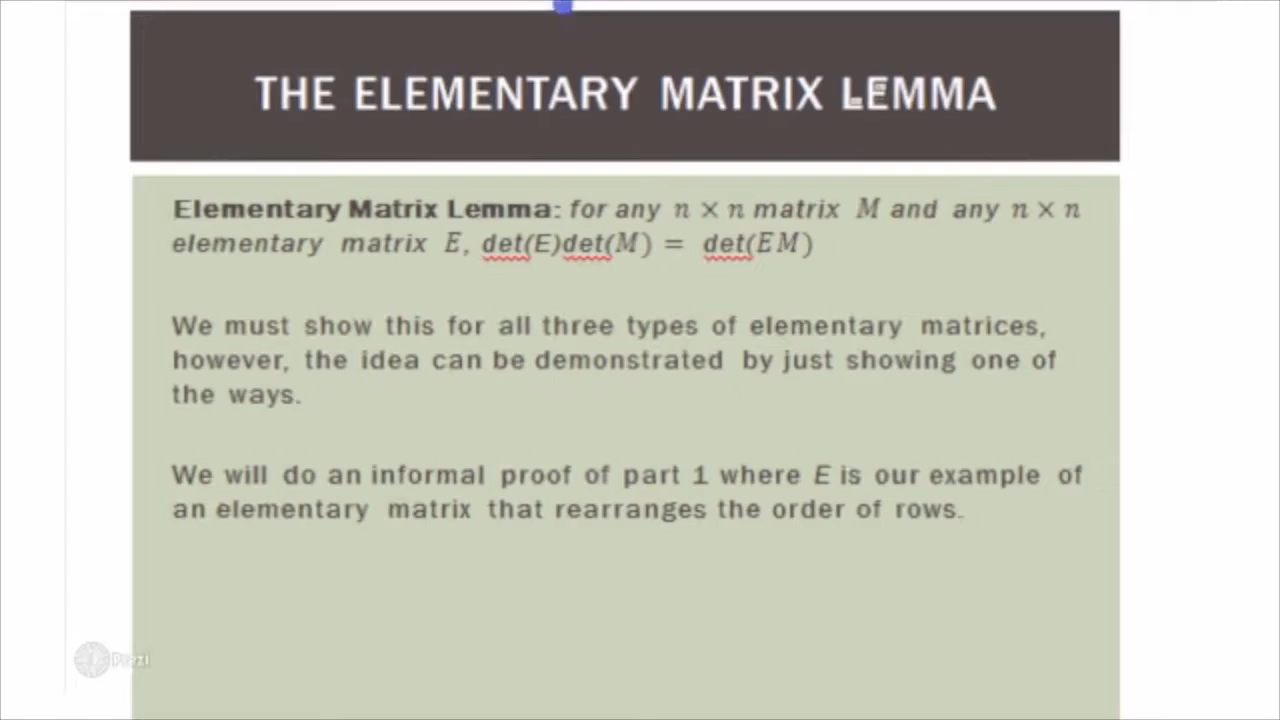 THE ELEMENTARY MATRIX LEMMA
Elementary Matrix Lemma: for any n × n matrix M and any n × n
elementary matrix E, det(E)det(M) = det(EM)
We must show this for all three types of elementary matrices,
however, the idea can be demonstrated by just showing one of
the ways.
We will do an informal proof of part 1 where E is our example of
an elementary matrix that rearranges the order of rows.
Prezi